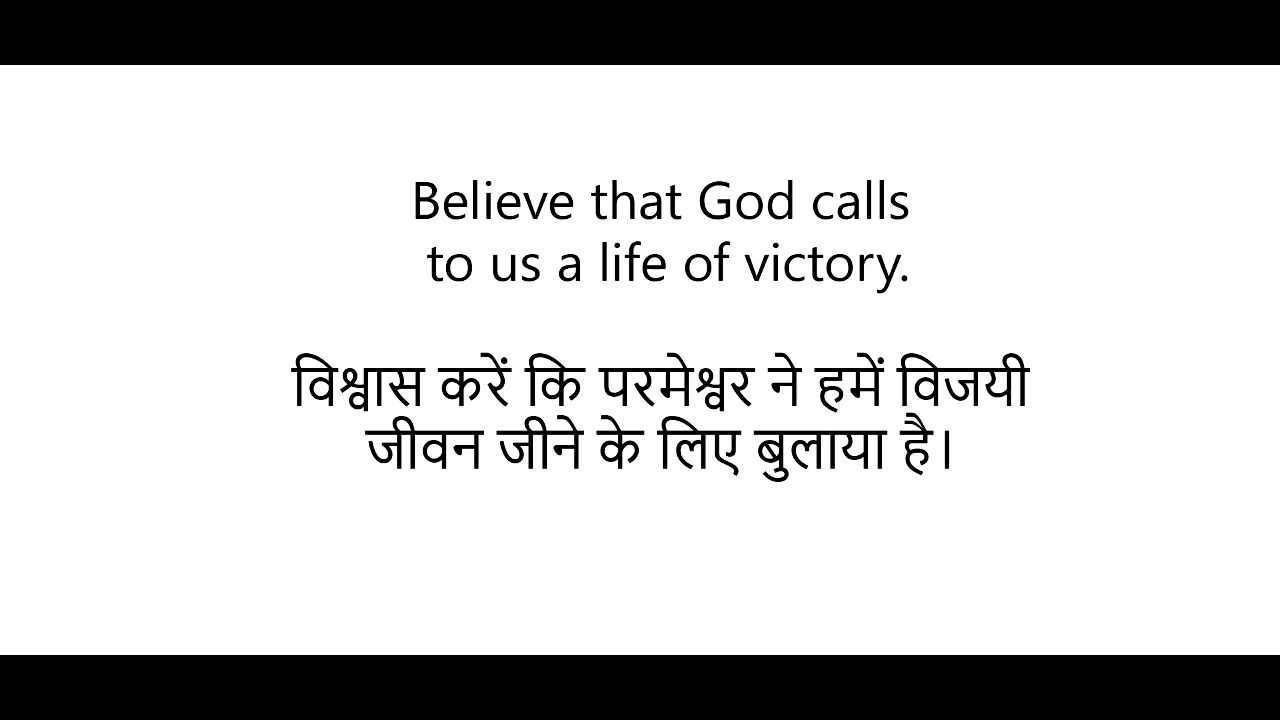 Believe that God calls
to us a life of victory.
विश्वास करें कि परमेश्वर ने हमें विजयी
जीवन जीने के लिए बुलाया है।